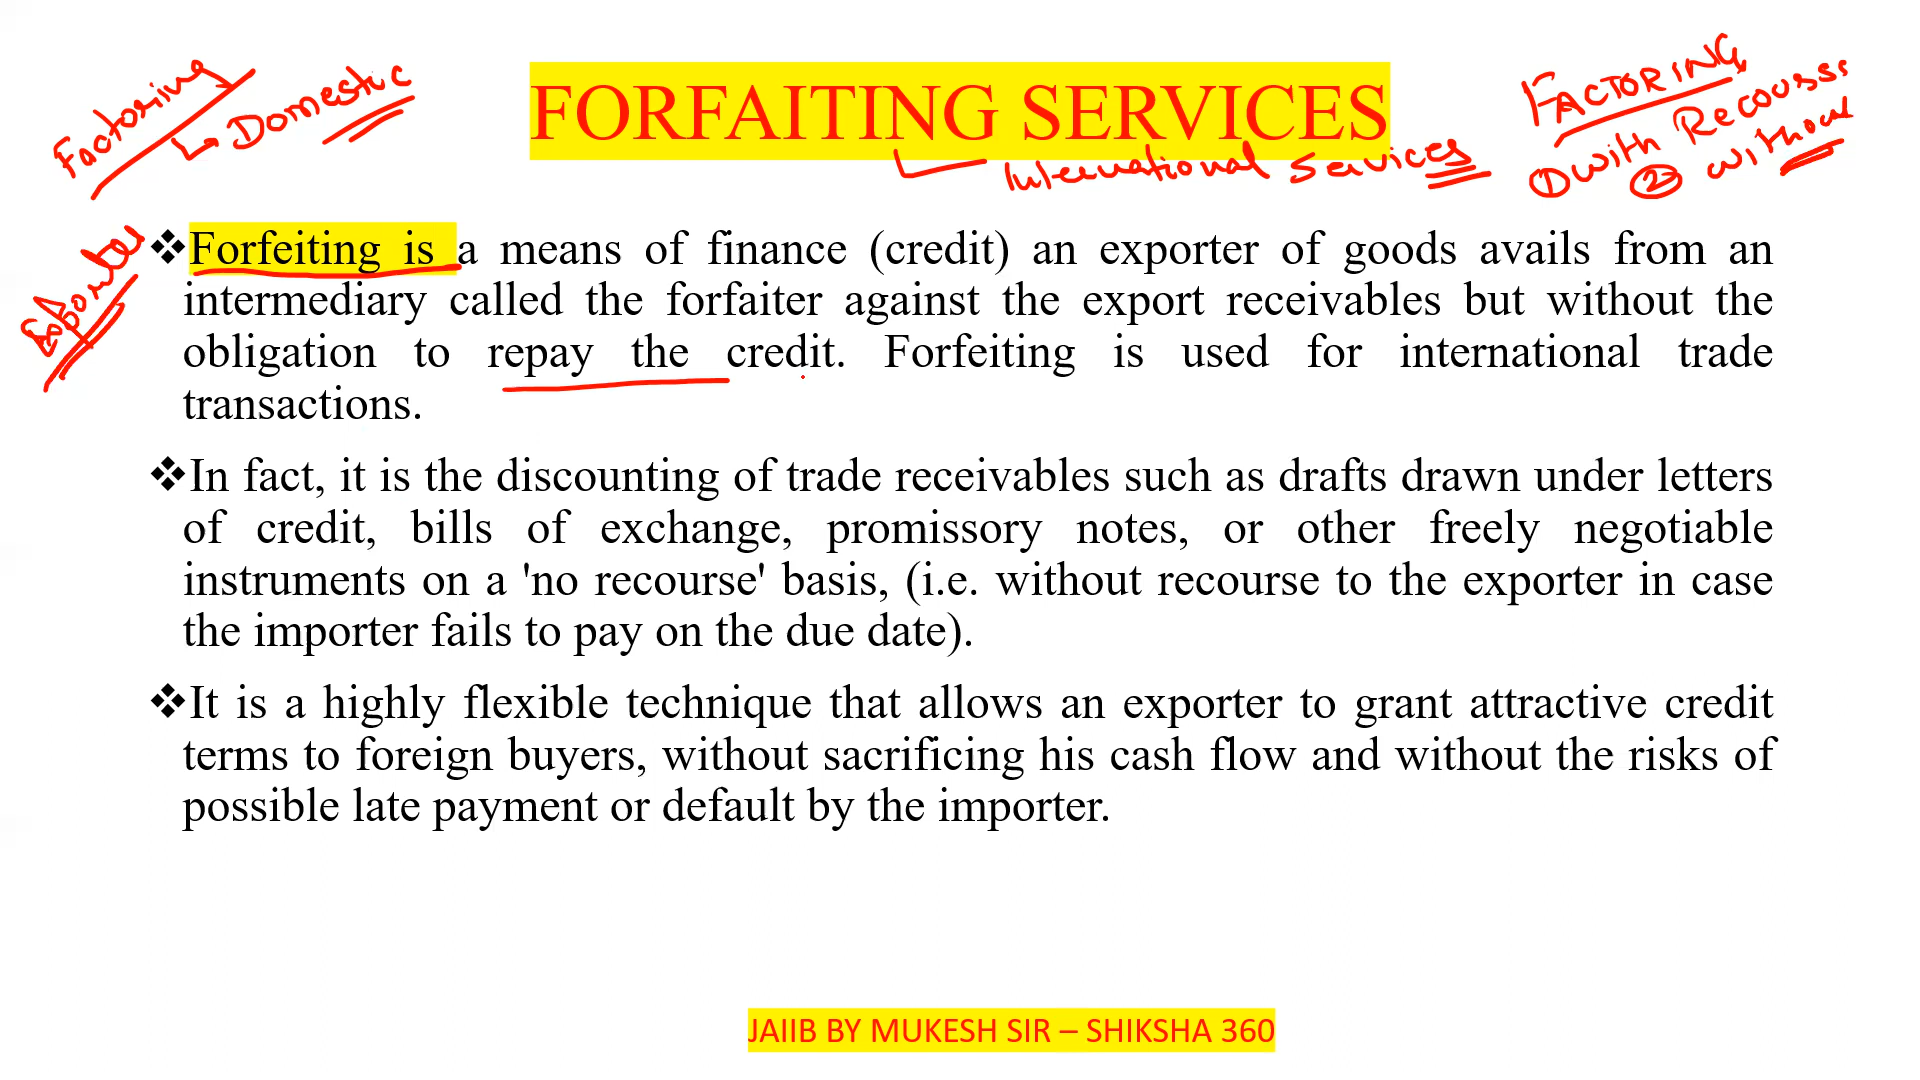 Factoring
Domestic
FORFAITING SERVICES
International Services
FACTORING
① with Recourse
② without
Exporter
❖Forfeiting is a means of finance (credit) an exporter of goods avails from an
intermediary called the forfaiter against the export receivables but without the
obligation to repay the credit. Forfeiting is used for international trade
transactions.
❖In fact, it is the discounting of trade receivables such as drafts drawn under letters
of credit, bills of exchange, promissory notes, or other freely negotiable
instruments on a 'no recourse' basis, (i.e. without recourse to the exporter in case
the importer fails to pay on the due date).
❖It is a highly flexible technique that allows an exporter to grant attractive credit
terms to foreign buyers, without sacrificing his cash flow and without the risks of
possible late payment or default by the importer.
JAIIB BY MUKESH SIR – SHIKSHA 360